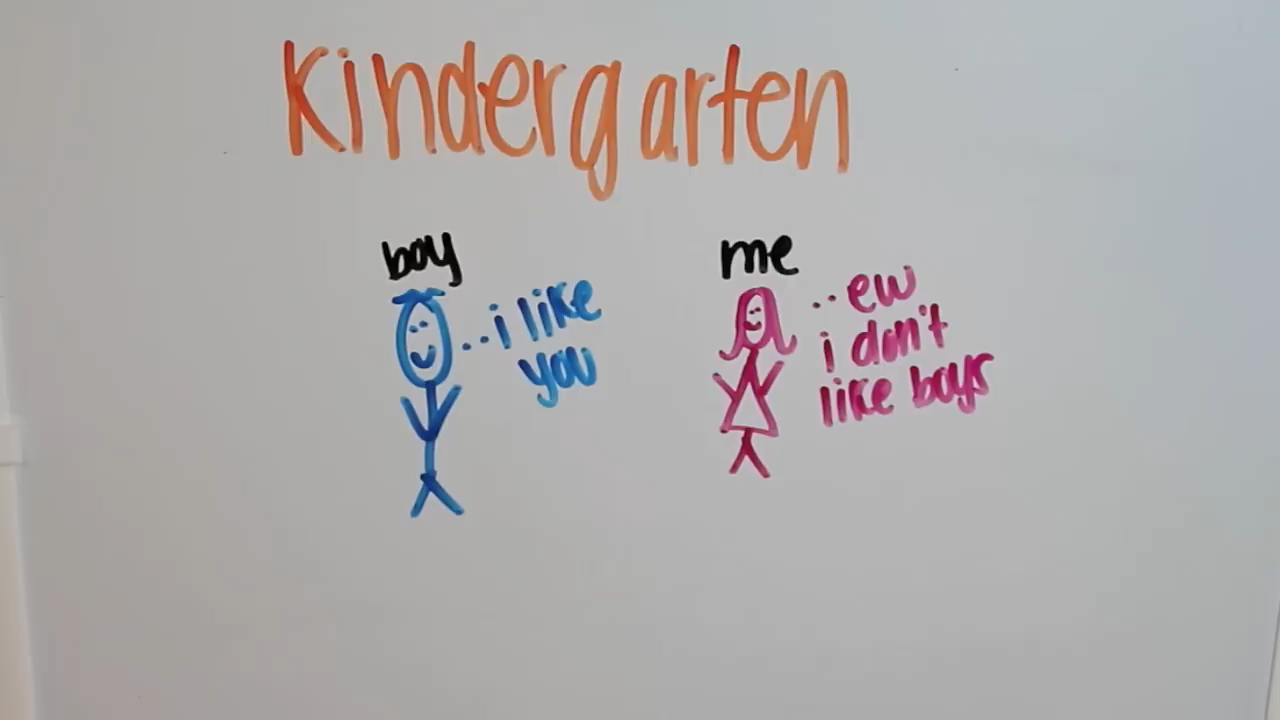 Kindergarten
boy
..i like
you
me
..ew
i don't
like boys